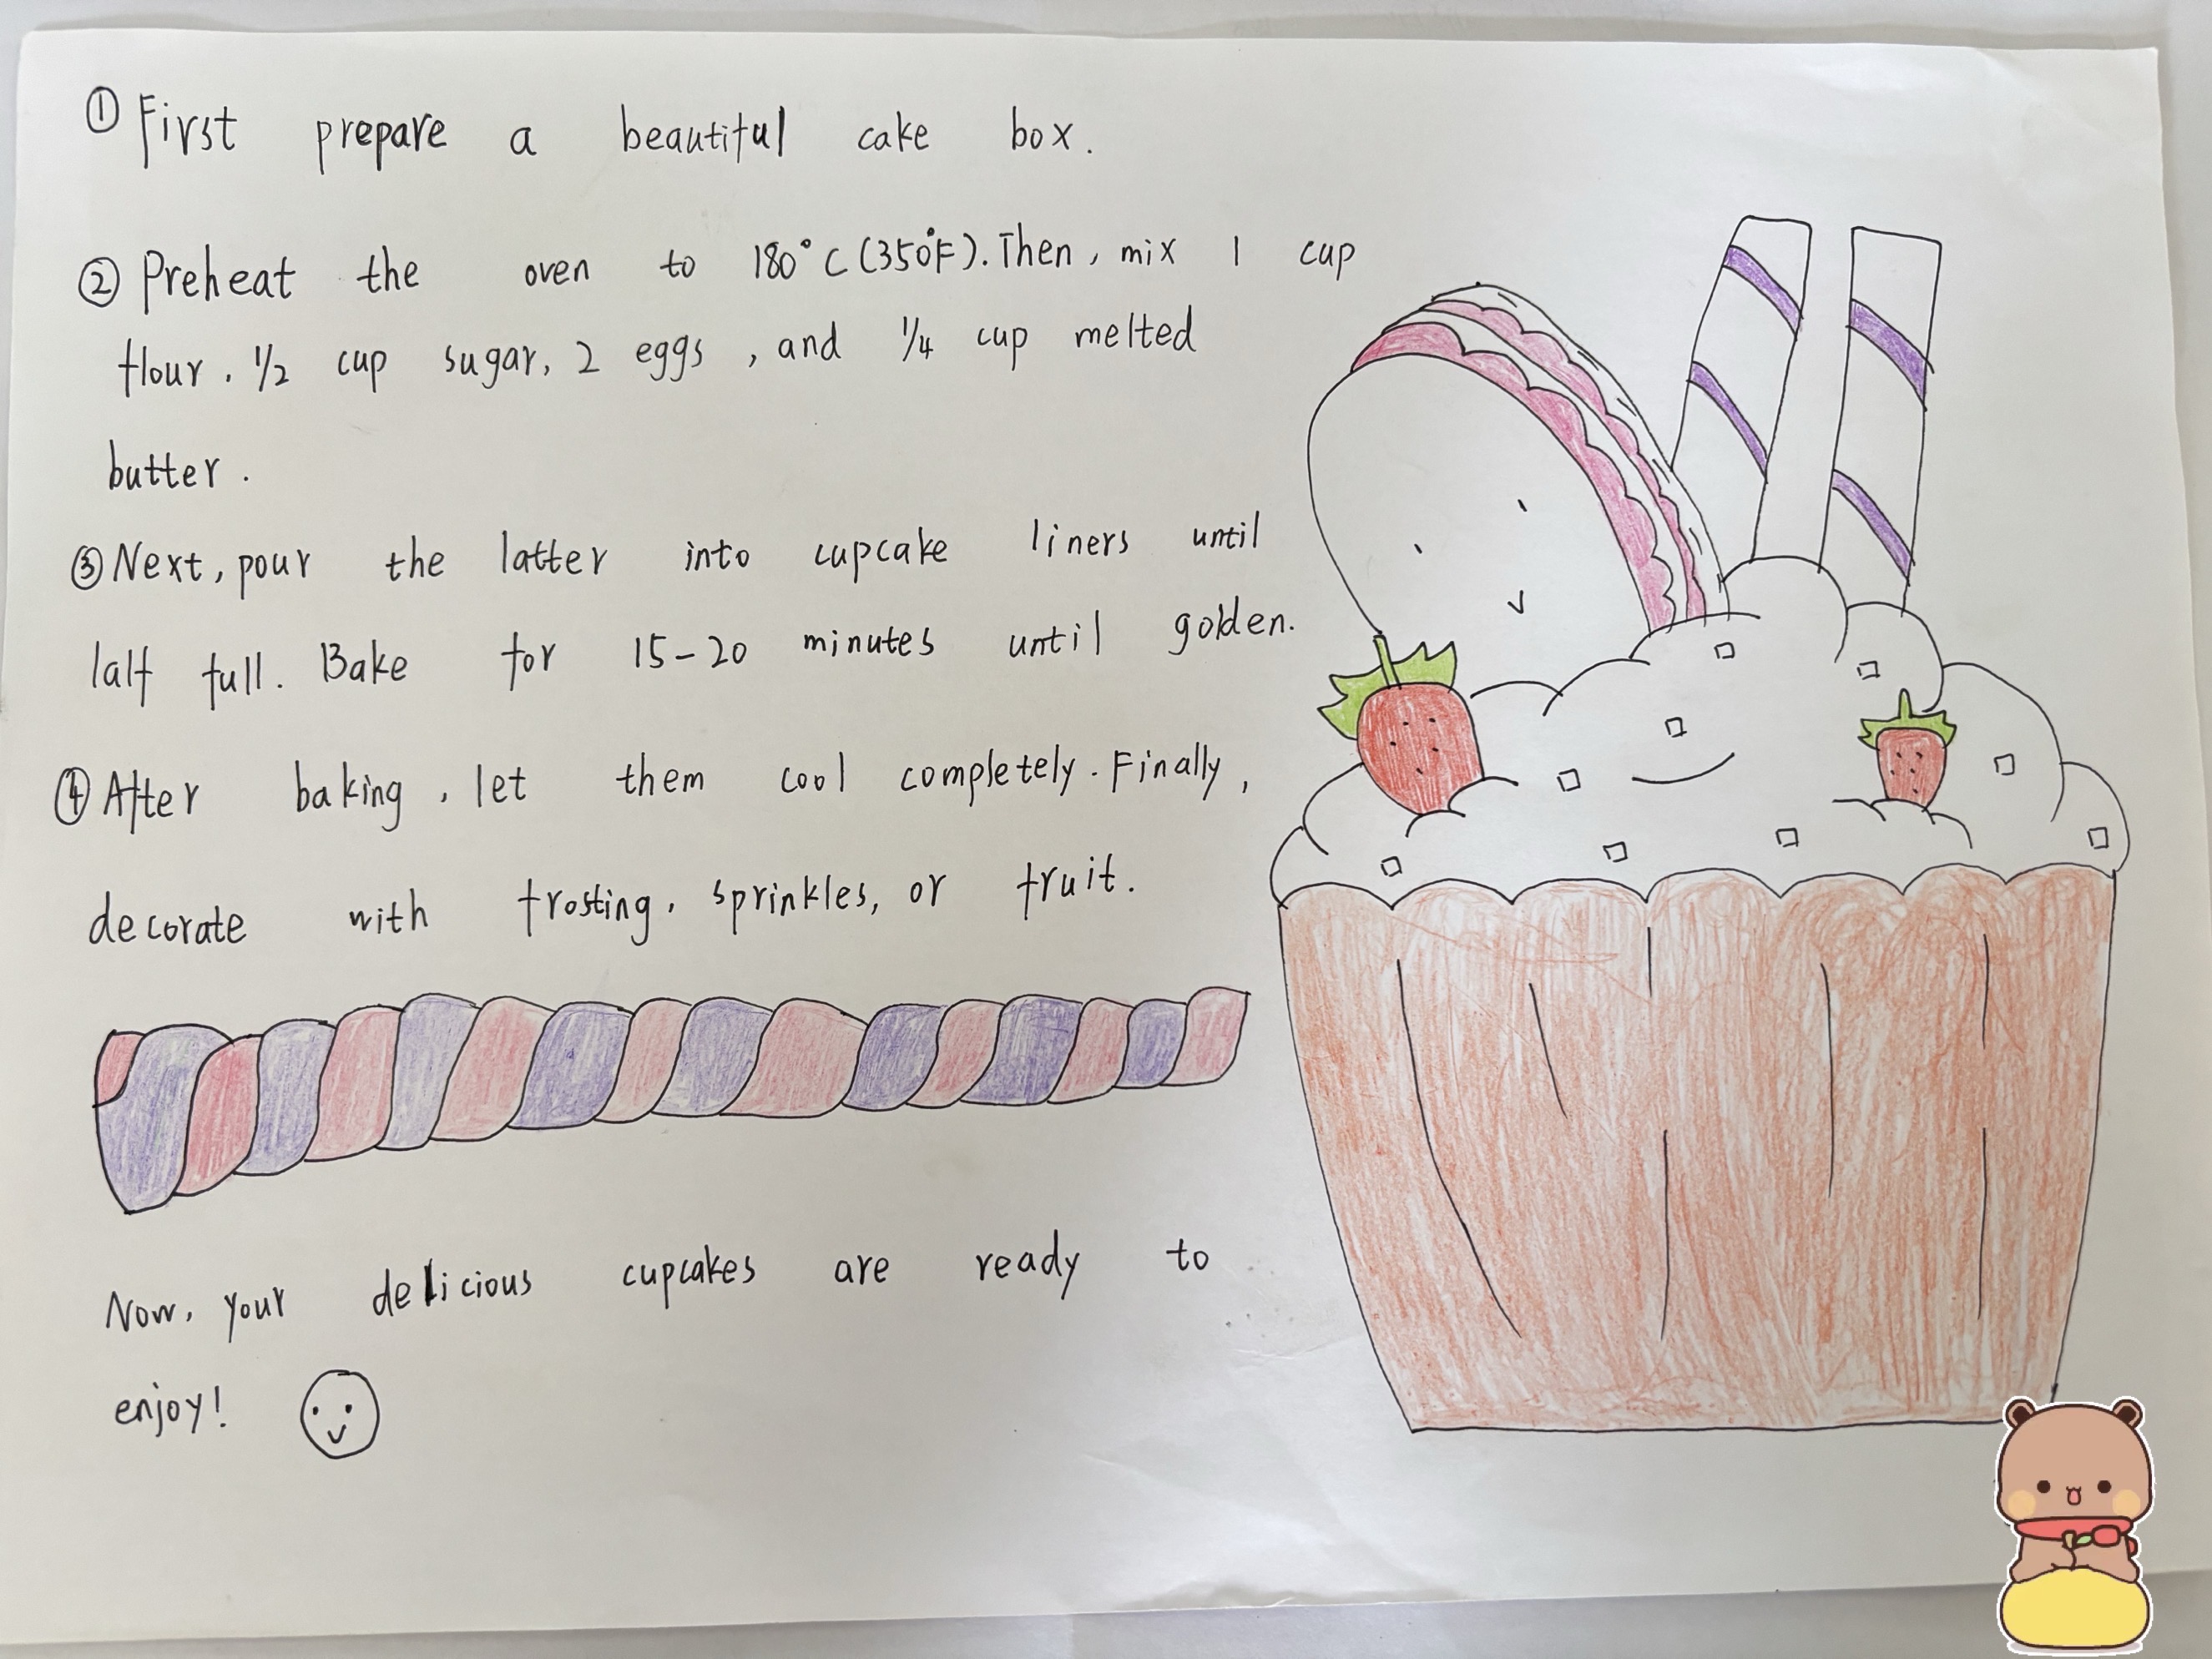 ① First prepare a beautiful cake box.
② Preheat the oven to 180°C (350°F). Then, mix 1 cup
flour, 1/2 cup sugar, 2 eggs, and 1/4 cup melted
butter.
③ Next, pour the latter into cupcake liners until
lalf full. Bake for 15-20 minutes until golden.
④ After baking, let them cool completely. Finally,
decorate with frosting, sprinkles, or fruit.
Now, your delicious cupcakes are ready to
enjoy!